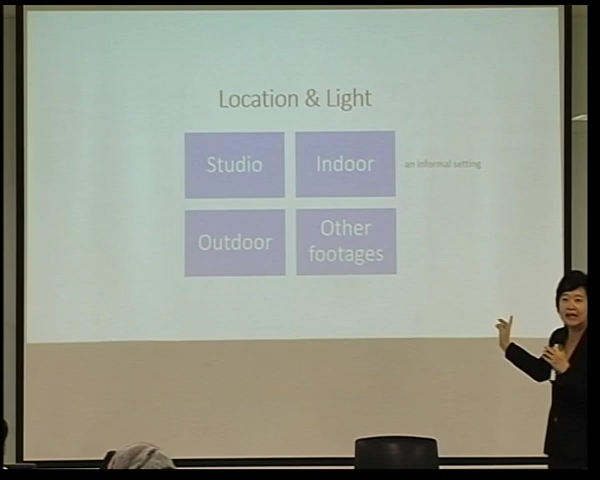 Location & Light
Studio
Indoor
an informal setting
Outdoor
Other
footages